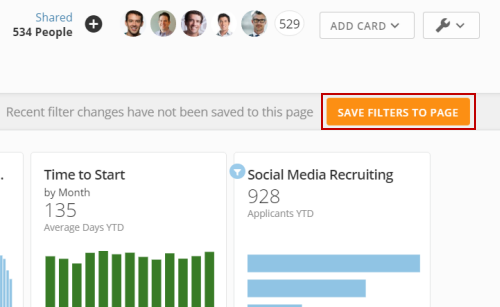 Shared
534 People
529
ADD CARD
Recent filter changes have not been saved to this page
SAVE FILTERS TO PAGE
.
Time to Start
by Month
135
Average Days YTD
Social Media Recruiting
928
Applicants YTD